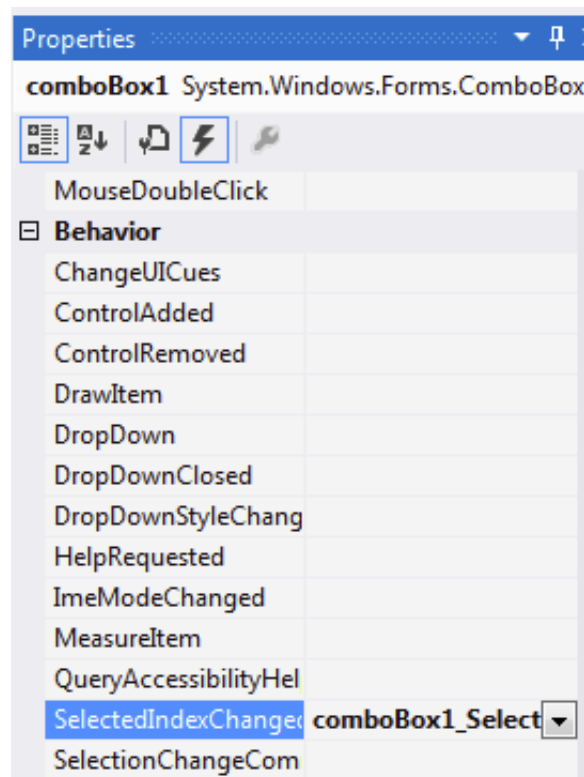 Properties
comboBox1 System.Windows.Forms.ComboBox
MouseDoubleClick
Behavior
ChangeUICues
ControlAdded
ControlRemoved
DrawItem
DropDown
DropDownClosed
DropDownStyleChang
HelpRequested
ImeModeChanged
MeasureItem
QueryAccessibilityHel
SelectedIndexChanged comboBox1_Select
SelectionChangeCom